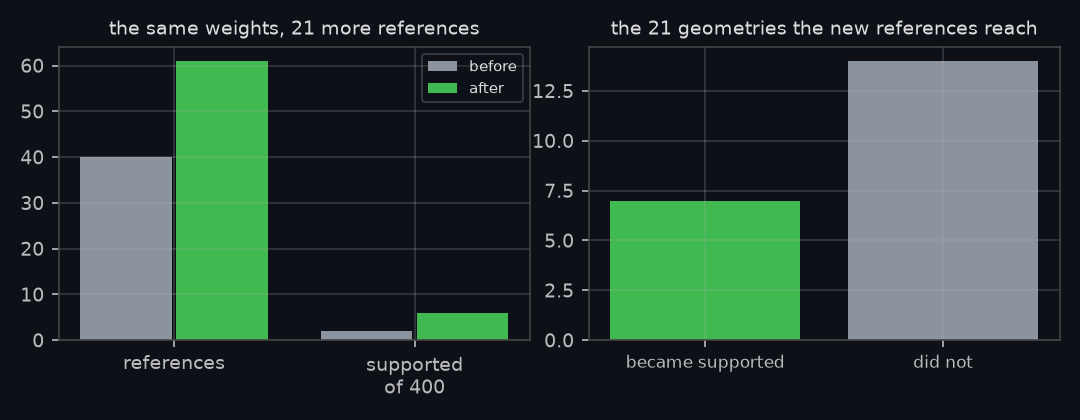 the same weights, 21 more references
60
50
40
30
20
10
0
before
after
references
supported
of 400
the 21 geometries the new references reach
12.5
10.0
7.5
5.0
2.5
0.0
became supported
did not